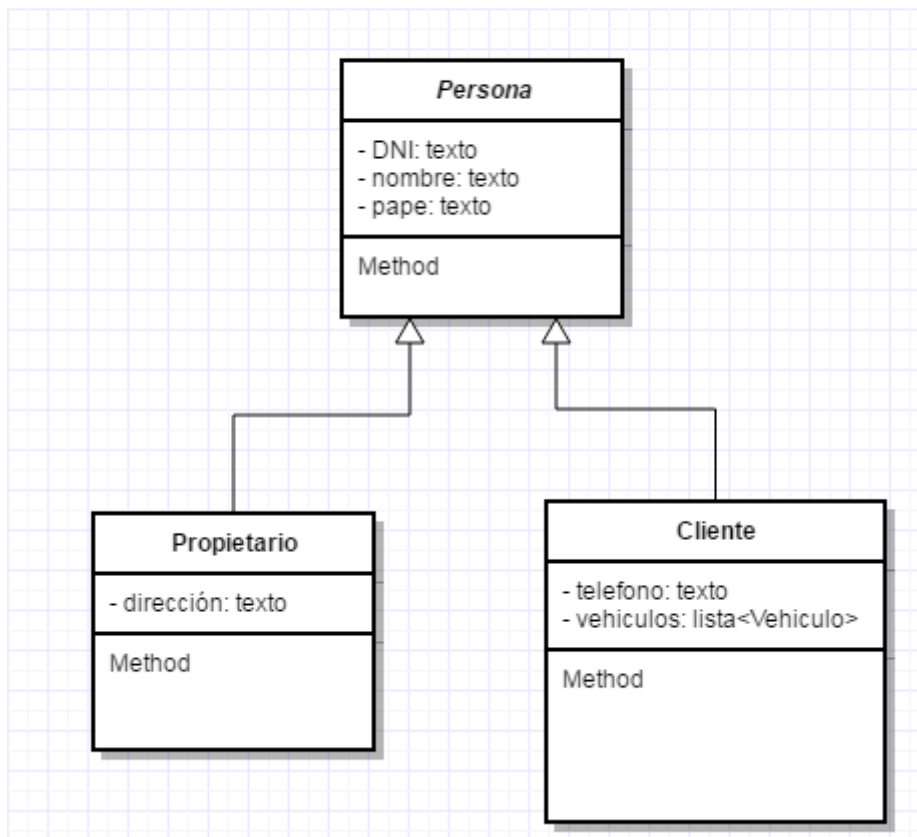 Persona
- DNI: texto
- nombre: texto
- pape: texto
Method
Propietario
- dirección: texto
Method
Cliente
- telefono: texto
- vehiculos: lista<Vehiculo>
Method